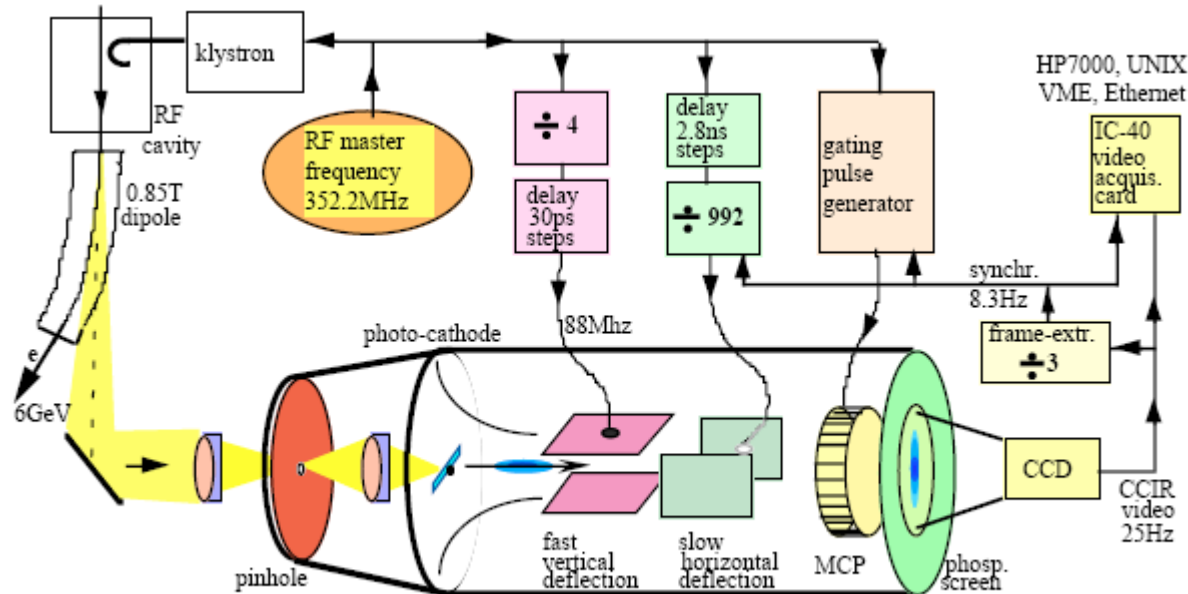 klystron
RF
cavity
RF master
frequency
352.2MHz
÷ 4
delay
30ps
steps
delay
2.8ns
steps
÷ 992
gating
pulse
generator
HP7000, UNIX
VME, Ethernet
IC-40
video
acquis.
card
0.85T
dipole
synchr.
8.3Hz
frame-extr.
÷3
e
6GeV
photo-cathode
88Mhz
CCD
CCIR
video
25Hz
pinhole
fast
vertical
deflection
slow
horizontal
deflection
MCP
phosp.
screen